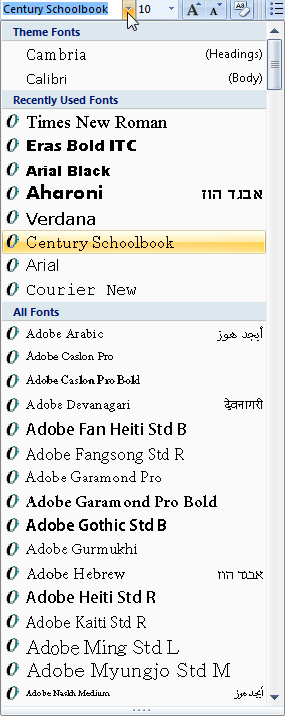 Century Schoolbook 10
Theme Fonts
Cambria (Headings)
Calibri (Body)
Recently Used Fonts
Times New Roman
Eras Bold ITC
Arial Black
Aharoni אבגד הוז
Verdana
Century Schoolbook
Arial
Courier New
All Fonts
Adobe Arabic أيجد هوز
Adobe Caslon Pro
Adobe Caslon Pro Bold
Adobe Devanagari देवनागरी
Adobe Fan Heiti Std B
Adobe Fangsong Std R
Adobe Garamond Pro
Adobe Garamond Pro Bold
Adobe Gothic Std B
Adobe Gurmukhi
Adobe Hebrew אבגד הוז
Adobe Heiti Std R
Adobe Kaiti Std R
Adobe Ming Std L
Adobe Myungjo Std M
Adobe Naskh Medium أيجد هوز